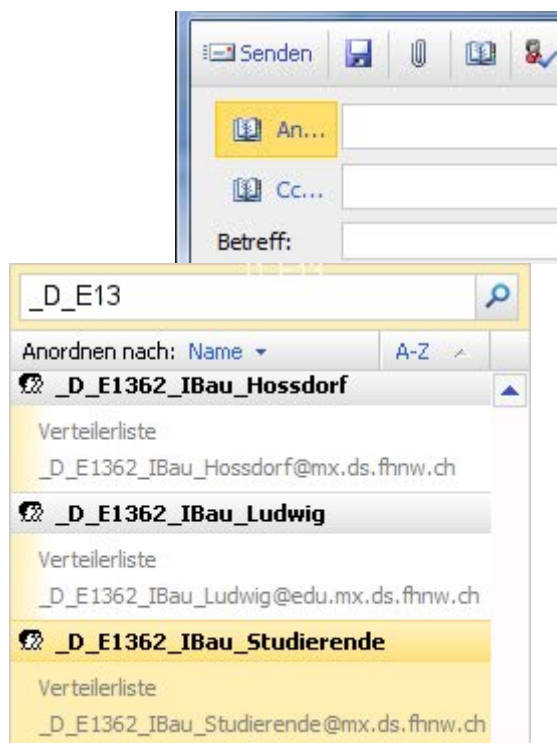 Senden
An...
Cc...
Betreff:
_D_E13
_D_E13
Anordnen nach: Name A-Z
_D_E1362_IBau_Hossdorf
Verteilerliste
_D_E1362_IBau_Hossdorf@mx.ds.fhnw.ch
_D_E1362_IBau_Ludwig
Verteilerliste
_D_E1362_IBau_Ludwig@edu.mx.ds.fhnw.ch
_D_E1362_IBau_Studierende
Verteilerliste
_D_E1362_IBau_Studierende@mx.ds.fhnw.ch